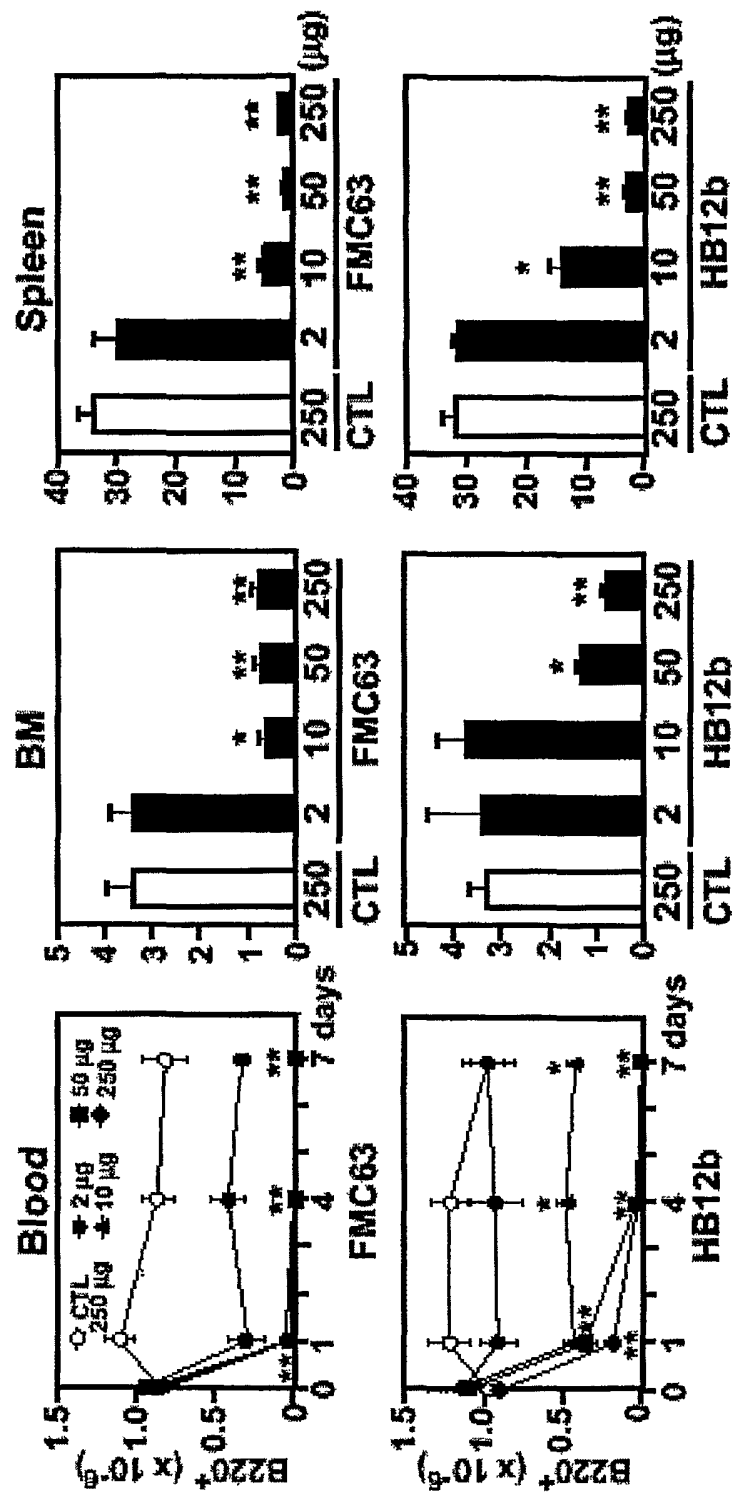 Blood
○ CTL 250 µg
2 µg
10 µg
50 µg
250 µg
B220⁺ (x 10⁻⁶)
1.5
1.0
0.5
0
**
**
**
0 1 4 7 days
FMC63
B220⁺ (x 10⁻⁶)
1.5
1.0
0.5
0
**
**
*
**
*
**
0 1 4 7 days
HB12b
BM
5
4
3
2
1
0
* ** **
250 2 10 50 250
CTL FMC63
5
4
3
2
1
0
* **
250 2 10 50 250
CTL HB12b
Spleen
40
30
20
10
0
** ** **
250 2 10 50 250 (µg)
CTL FMC63
40
30
20
10
0
* ** **
250 2 10 50 250 (µg)
CTL HB12b